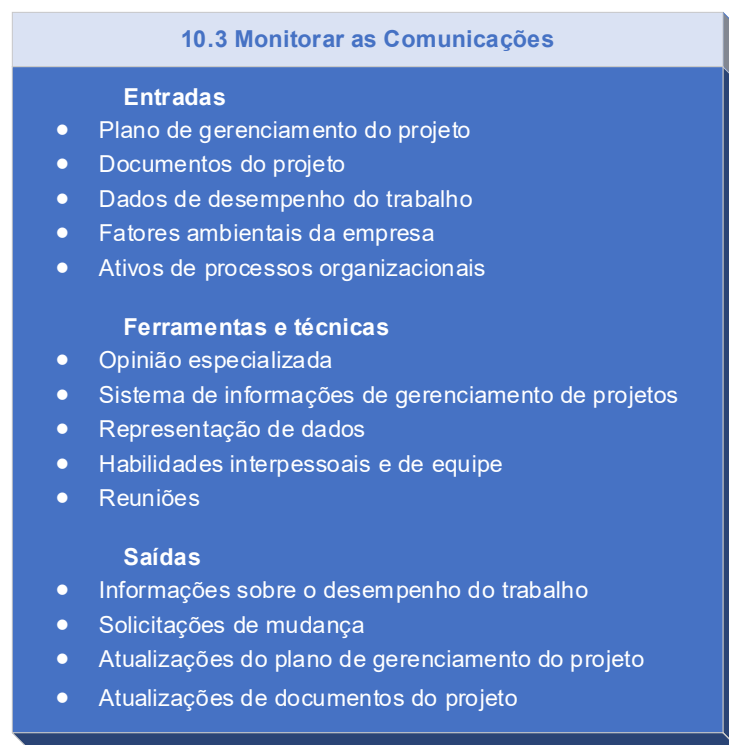 10.3 Monitorar as Comunicações
Entradas
• Plano de gerenciamento do projeto
• Documentos do projeto
• Dados de desempenho do trabalho
• Fatores ambientais da empresa
• Ativos de processos organizacionais
Ferramentas e técnicas
• Opinião especializada
• Sistema de informações de gerenciamento de projetos
• Representação de dados
• Habilidades interpessoais e de equipe
• Reuniões
Saídas
• Informações sobre o desempenho do trabalho
• Solicitações de mudança
• Atualizações do plano de gerenciamento do projeto
• Atualizações de documentos do projeto